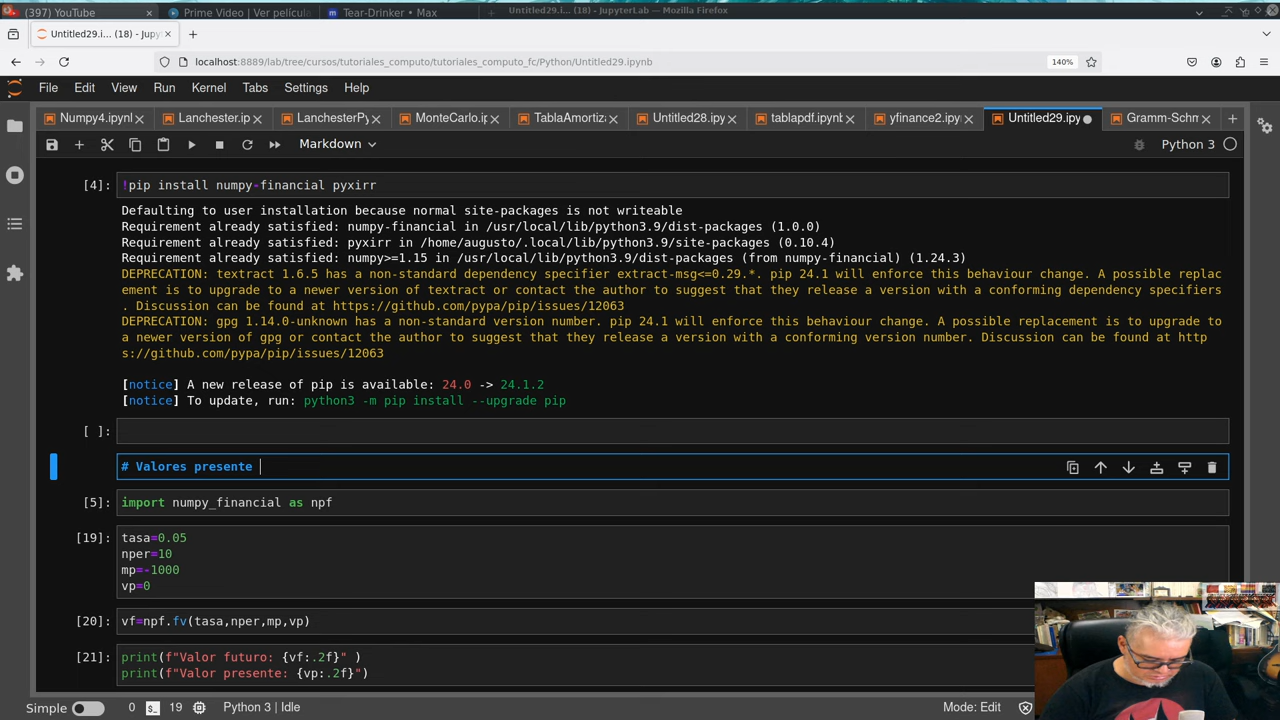 (397) YouTube
Prime Video | Ver películ
Tear-Drinker • Max
Untitled29.i... (18) - JupyterLab — Mozilla Firefox
Untitled29.ipy... (18) - Jupy
localhost:8889/lab/tree/cursos/tutoriales_computo/tutoriales_computo_fc/Python/Untitled29.ipynb
140%
File Edit View Run Kernel Tabs Settings Help
Numpy4.ipynl
Lanchester.ip
LanchesterPy
MonteCarlo.ip
TablaAmortiza
Untitled28.ipy
tablapdf.ipynb
yfinance2.ipyn
Untitled29.ipy
Gramm-Schm
Markdown
Python 3
[4]: !pip install numpy-financial pyxirr
Defaulting to user installation because normal site-packages is not writeable
Requirement already satisfied: numpy-financial in /usr/local/lib/python3.9/dist-packages (1.0.0)
Requirement already satisfied: pyxirr in /home/augusto/.local/lib/python3.9/site-packages (0.10.4)
Requirement already satisfied: numpy>=1.15 in /usr/local/lib/python3.9/dist-packages (from numpy-financial) (1.24.3)
DEPRECATION: textract 1.6.5 has a non-standard dependency specifier extract-msg<=0.29.*. pip 24.1 will enforce this behaviour change. A possible replac
ement is to upgrade to a newer version of textract or contact the author to suggest that they release a version with a conforming dependency specifiers
. Discussion can be found at https://github.com/pypa/pip/issues/12063
DEPRECATION: gpg 1.14.0-unknown has a non-standard version number. pip 24.1 will enforce this behaviour change. A possible replacement is to upgrade to
a newer version of gpg or contact the author to suggest that they release a version with a conforming version number. Discussion can be found at http
s://github.com/pypa/pip/issues/12063
[notice] A new release of pip is available: 24.0 -> 24.1.2
[notice] To update, run: python3 -m pip install --upgrade pip
[ ]:
# Valores presente
[5]: import numpy_financial as npf
[19]: tasa=0.05
nper=10
mp=-1000
vp=0
[20]: vf=npf.fv(tasa,nper,mp,vp)
[21]: print(f"Valor futuro: {vf:.2f}" )
print(f"Valor presente: {vp:.2f}")
Simple 0 19 Python 3 | Idle Mode: Edit